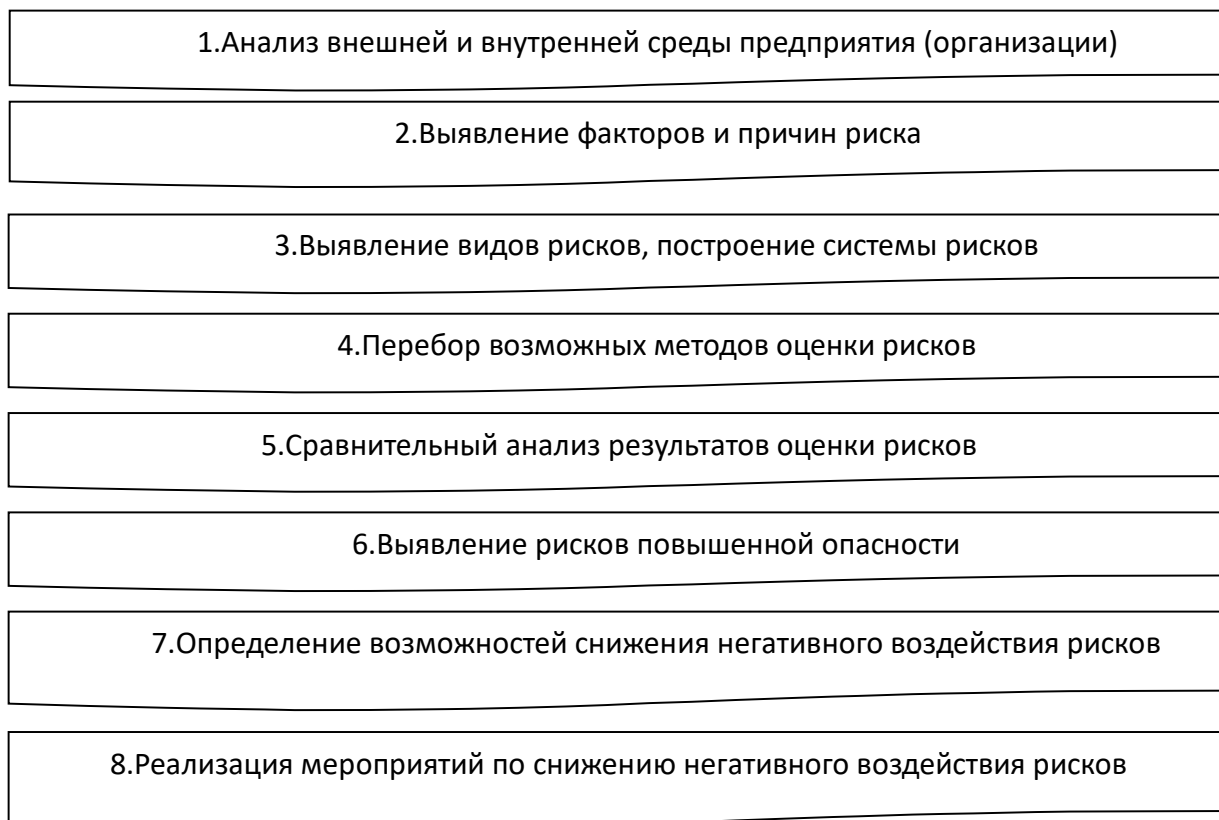 1.Анализ внешней и внутренней среды предприятия (организации)
2.Выявление факторов и причин риска
3.Выявление видов рисков, построение системы рисков
4.Перебор возможных методов оценки рисков
5.Сравнительный анализ результатов оценки рисков
6.Выявление рисков повышенной опасности
7.Определение возможностей снижения негативного воздействия рисков
8.Реализация мероприятий по снижению негативного воздействия рисков